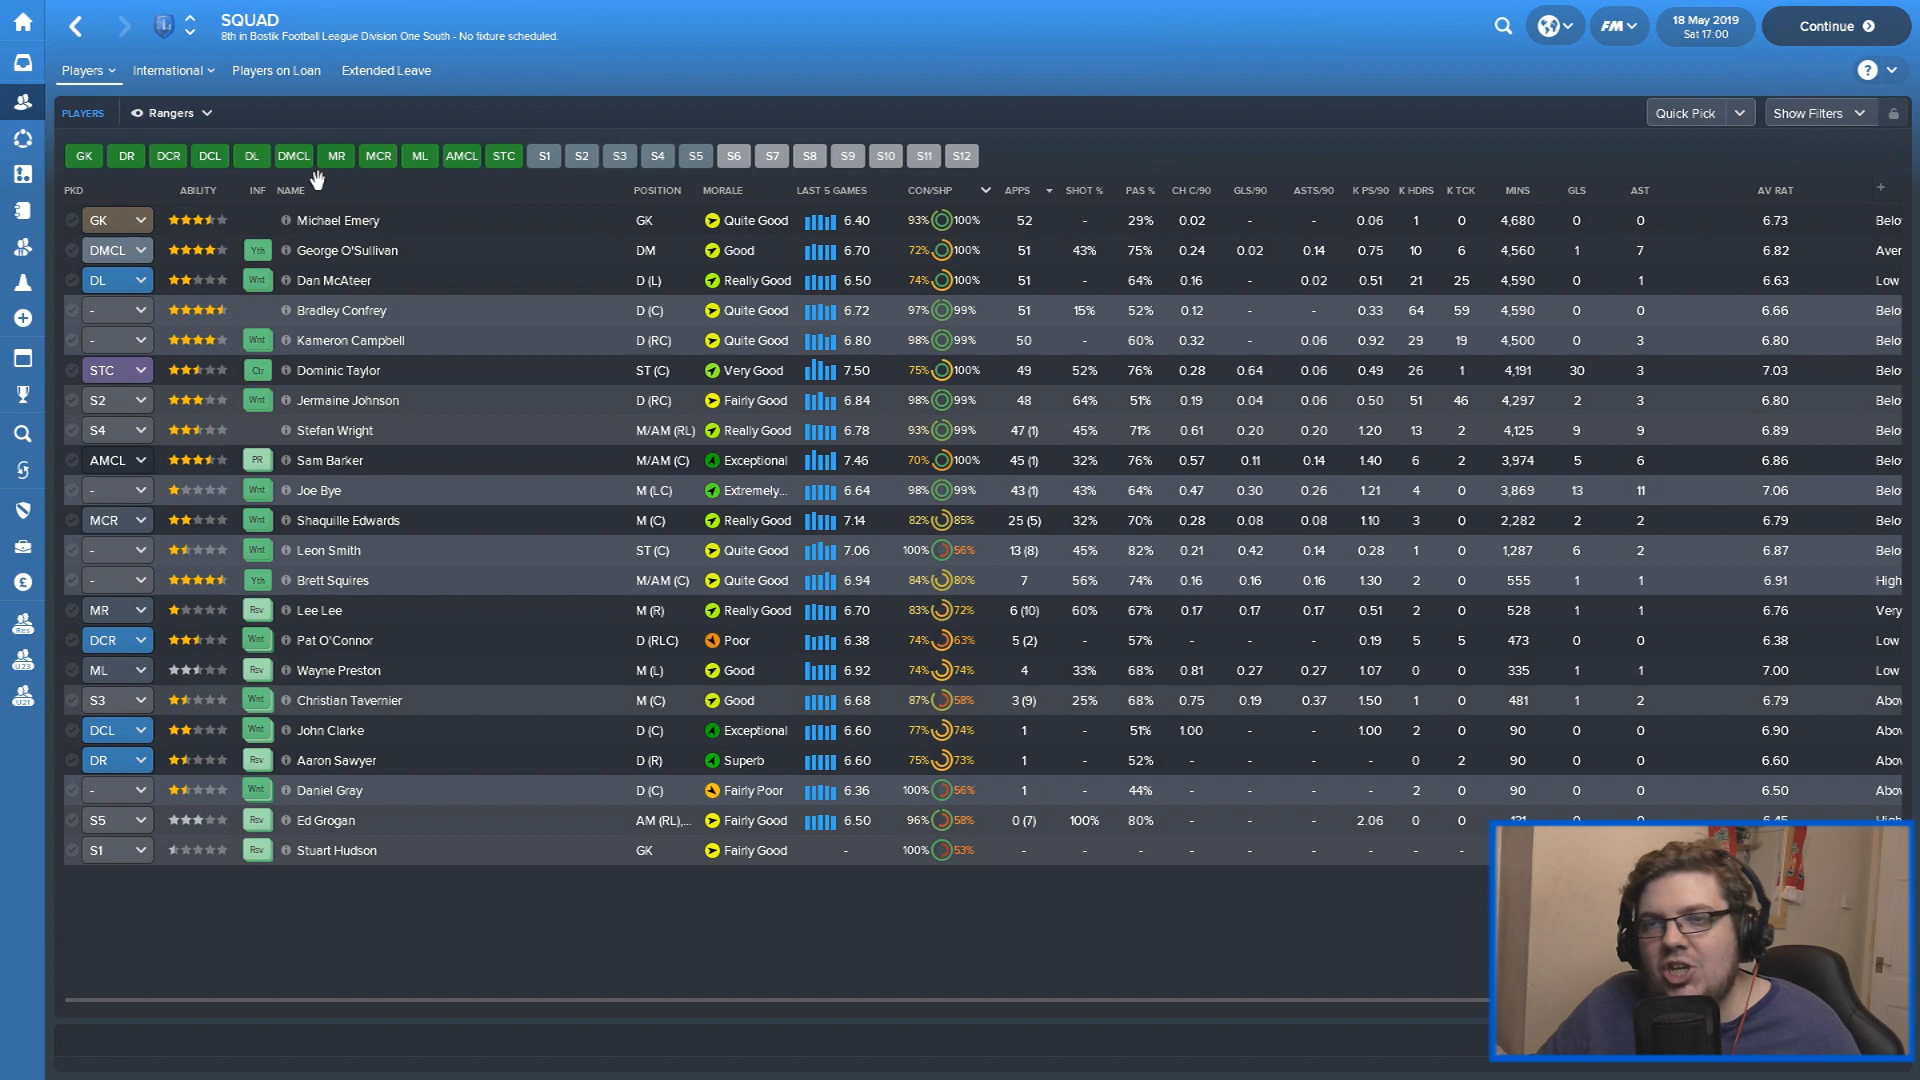 SQUAD
8th in Bostik Football League Division One South - No fixture scheduled.
FM
18 May 2019
Sat 17:00
Continue
Players International Players on Loan Extended Leave
?
PLAYERS Rangers Quick Pick Show Filters
GK DR DCR DCL DL DMCL MR MCR ML AMCL STC S1 S2 S3 S4 S5 S6 S7 S8 S9 S10 S11 S12
PKD ABILITY INF NAME POSITION MORALE LAST 5 GAMES CON/SHP APPS SHOT % PAS % CH C/90 GLS/90 ASTS/90 K PS/90 K HDRS K TCK MINS GLS AST AV RAT +
GK Michael Emery GK Quite Good 6.40 93% 100% 52 - 29% 0.02 - - 0.06 1 0 4,680 0 0 6.73 Belo
DMCL Yth George O'Sullivan DM Good 6.70 72% 100% 51 43% 75% 0.24 0.02 0.14 0.75 10 6 4,560 1 7 6.82 Aver
DL Wnt Dan McAteer D (L) Really Good 6.50 74% 100% 51 - 64% 0.16 - 0.02 0.51 21 25 4,590 0 1 6.63 Low
- Bradley Confrey D (C) Quite Good 6.72 97% 99% 51 15% 52% 0.12 - - 0.33 64 59 4,590 0 0 6.66 Belo
- Wnt Kameron Campbell D (RC) Quite Good 6.80 98% 99% 50 - 60% 0.32 - 0.06 0.92 29 19 4,500 0 3 6.80 Belo
STC Ctr Dominic Taylor ST (C) Very Good 7.50 75% 100% 49 52% 76% 0.28 0.64 0.06 0.49 26 1 4,191 30 3 7.03 Belo
S2 Wnt Jermaine Johnson D (RC) Fairly Good 6.84 98% 99% 48 64% 51% 0.19 0.04 0.06 0.50 51 46 4,297 2 3 6.80 Belo
S4 Stefan Wright M/AM (RL) Really Good 6.78 93% 99% 47 (1) 45% 71% 0.61 0.20 0.20 1.20 13 2 4,125 9 9 6.89 Belo
AMCL PR Sam Barker M/AM (C) Exceptional 7.46 70% 100% 45 (1) 32% 76% 0.57 0.11 0.14 1.40 6 2 3,974 5 6 6.86 Belo
- Wnt Joe Bye M (LC) Extremely... 6.64 98% 99% 43 (1) 43% 64% 0.47 0.30 0.26 1.21 4 0 3,869 13 11 7.06 Belo
MCR Wnt Shaquille Edwards M (C) Really Good 7.14 82% 85% 25 (5) 32% 70% 0.28 0.08 0.08 1.10 3 0 2,282 2 2 6.79 Belo
- Wnt Leon Smith ST (C) Quite Good 7.06 100% 56% 13 (8) 45% 82% 0.21 0.42 0.14 0.28 1 0 1,287 6 2 6.87 Belo
- Yth Brett Squires M/AM (C) Quite Good 6.94 84% 80% 7 56% 74% 0.16 0.16 0.16 1.30 2 0 555 1 1 6.91 High
MR Rsv Lee Lee M (R) Really Good 6.70 83% 72% 6 (10) 60% 67% 0.17 0.17 0.17 0.51 2 0 528 1 1 6.76 Very
DCR Wnt Pat O'Connor D (RLC) Poor 6.38 74% 63% 5 (2) - 57% - - - 0.19 5 5 473 0 0 6.38 Low
ML Rsv Wayne Preston M (L) Good 6.92 74% 74% 4 33% 68% 0.81 0.27 0.27 1.07 0 0 335 1 1 7.00 Low
S3 Wnt Christian Tavernier M (C) Good 6.68 87% 58% 3 (9) 25% 68% 0.75 0.19 0.37 1.50 1 0 481 1 2 6.79 Abov
DCL Wnt John Clarke D (C) Exceptional 6.60 77% 74% 1 - 51% 1.00 - - 1.00 2 2 90 0 0 6.90 Abov
DR Rsv Aaron Sawyer D (R) Superb 6.60 75% 73% 1 - 52% - - - - 0 2 90 0 0 6.60 Abov
- Wnt Daniel Gray D (C) Fairly Poor 6.36 100% 56% 1 - 44% - - - - 2 0 90 0 0 6.50 Abov
S5 Rsv Ed Grogan AM (RL),... Fairly Good 6.50 96% 58% 0 (7) 100% 80% - - - 2.06 0 0 131 0 0 6.45 High
S1 Rsv Stuart Hudson GK Fairly Good - 100% 53% - - - - - - - - -
Res
U23
U21